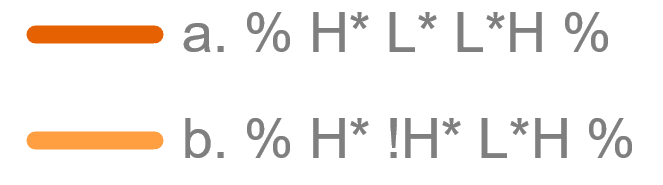 a. % H* L* L*H %
b. % H* !H* L*H %